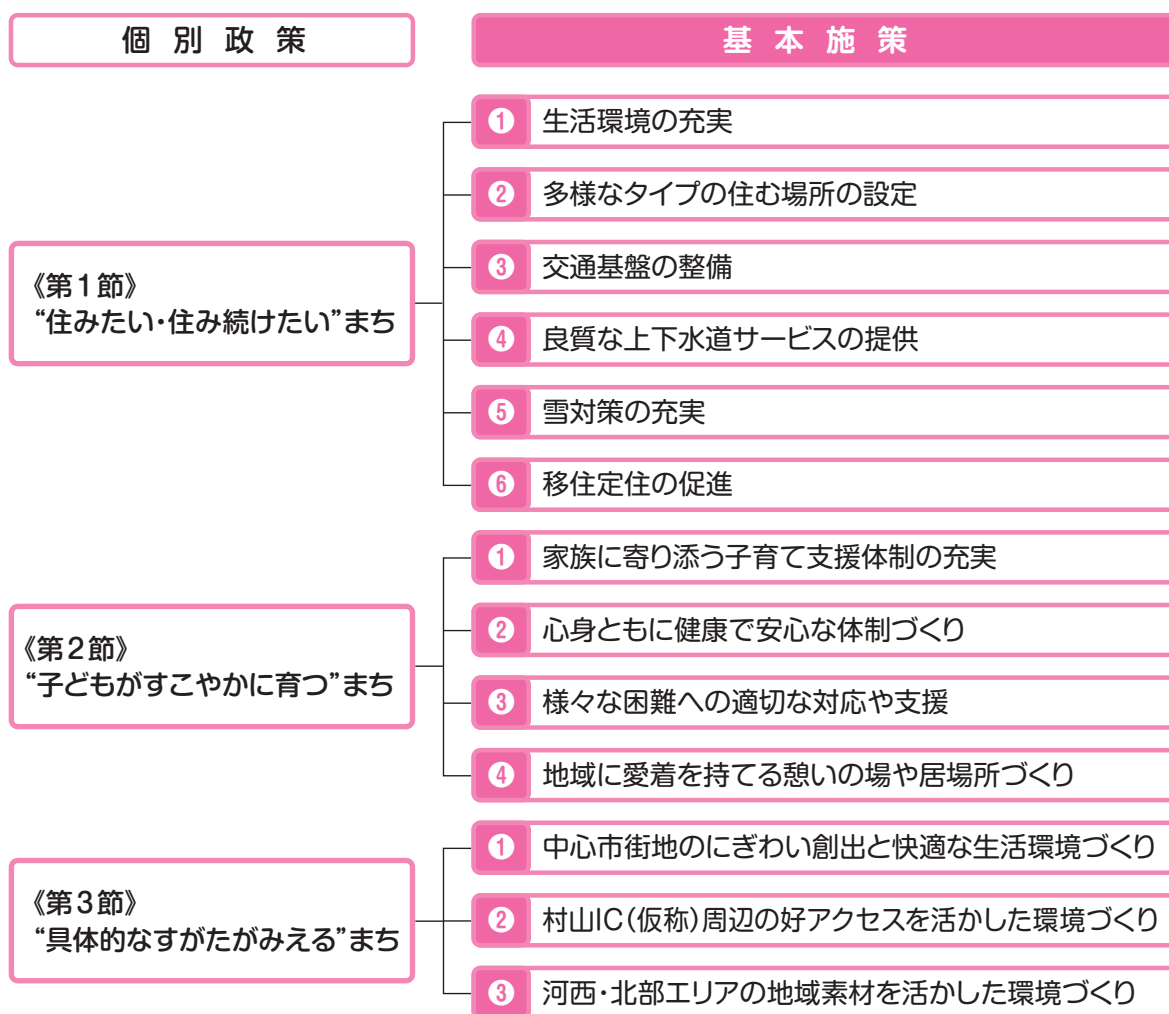 個別政策
基本施策
❶ 生活環境の充実
❷ 多様なタイプの住む場所の設定
❸ 交通基盤の整備
《第1節》
“住みたい・住み続けたい”まち
❹ 良質な上下水道サービスの提供
❺ 雪対策の充実
❻ 移住定住の促進
❶ 家族に寄り添う子育て支援体制の充実
❷ 心身ともに健康で安心な体制づくり
《第2節》
“子どもがすこやかに育つ”まち
❸ 様々な困難への適切な対応や支援
❹ 地域に愛着を持てる憩いの場や居場所づくり
❶ 中心市街地のにぎわい創出と快適な生活環境づくり
《第3節》
“具体的なすがたがみえる”まち
❷ 村山IC(仮称)周辺の好アクセスを活かした環境づくり
❸ 河西・北部エリアの地域素材を活かした環境づくり